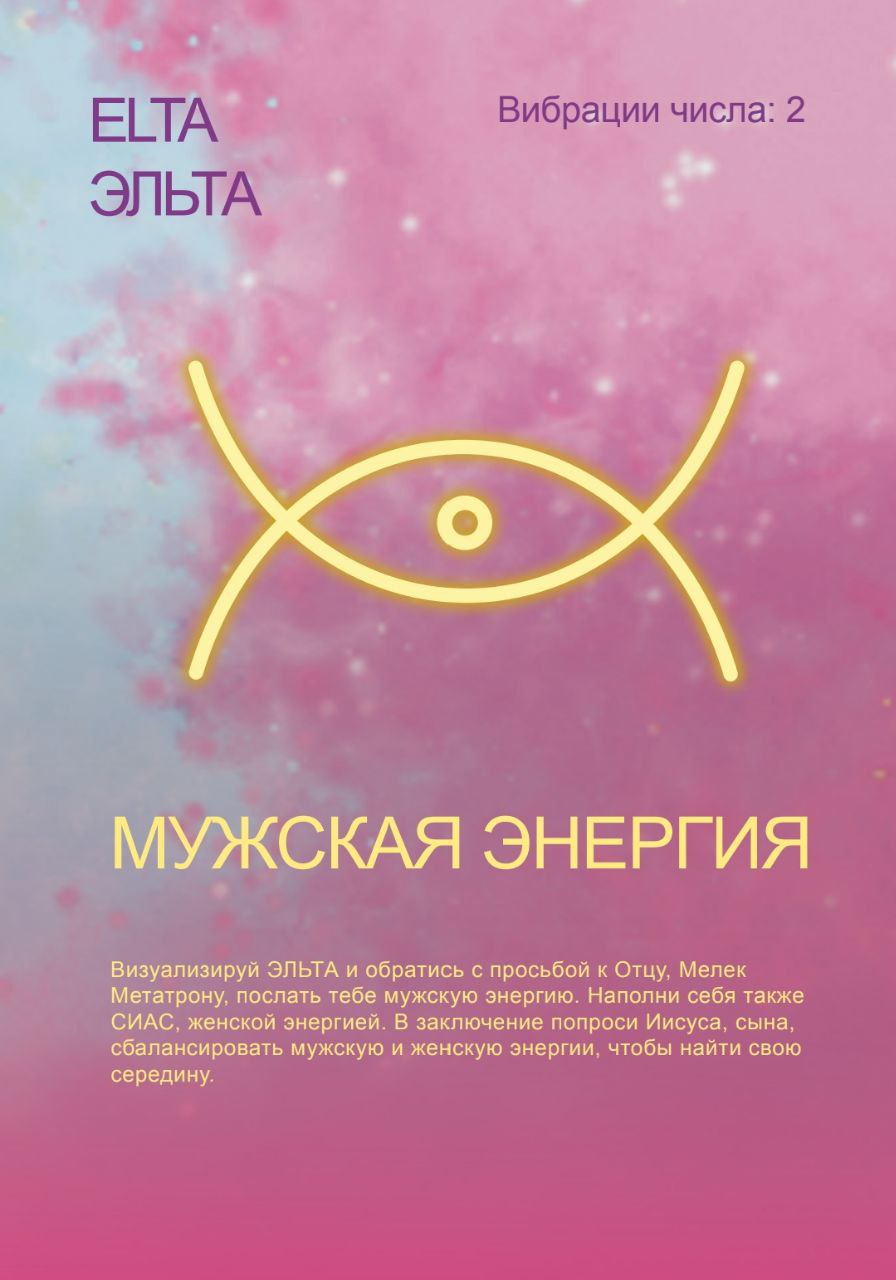 ELTA
ЭЛЬТА
Вибрации числа: 2
МУЖСКАЯ ЭНЕРГИЯ
Визуализируй ЭЛЬТА и обратись с просьбой к Отцу, Мелек
Метатрону, послать тебе мужскую энергию. Наполни себя также
СИАС, женской энергией. В заключение попроси Иисуса, сына,
сбалансировать мужскую и женскую энергии, чтобы найти свою
середину.